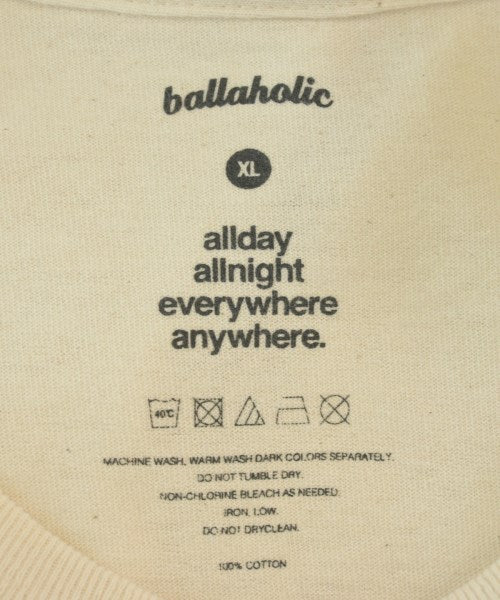 ballaholic
XL
allday
allnight
everywhere
anywhere.
40℃
MACHINE WASH, WARM WASH DARK COLORS SEPARATELY.
DO NOT TUMBLE DRY.
NON-CHLORINE BLEACH AS NEEDED.
IRON, LOW.
DO NOT DRYCLEAN.
100% COTTON